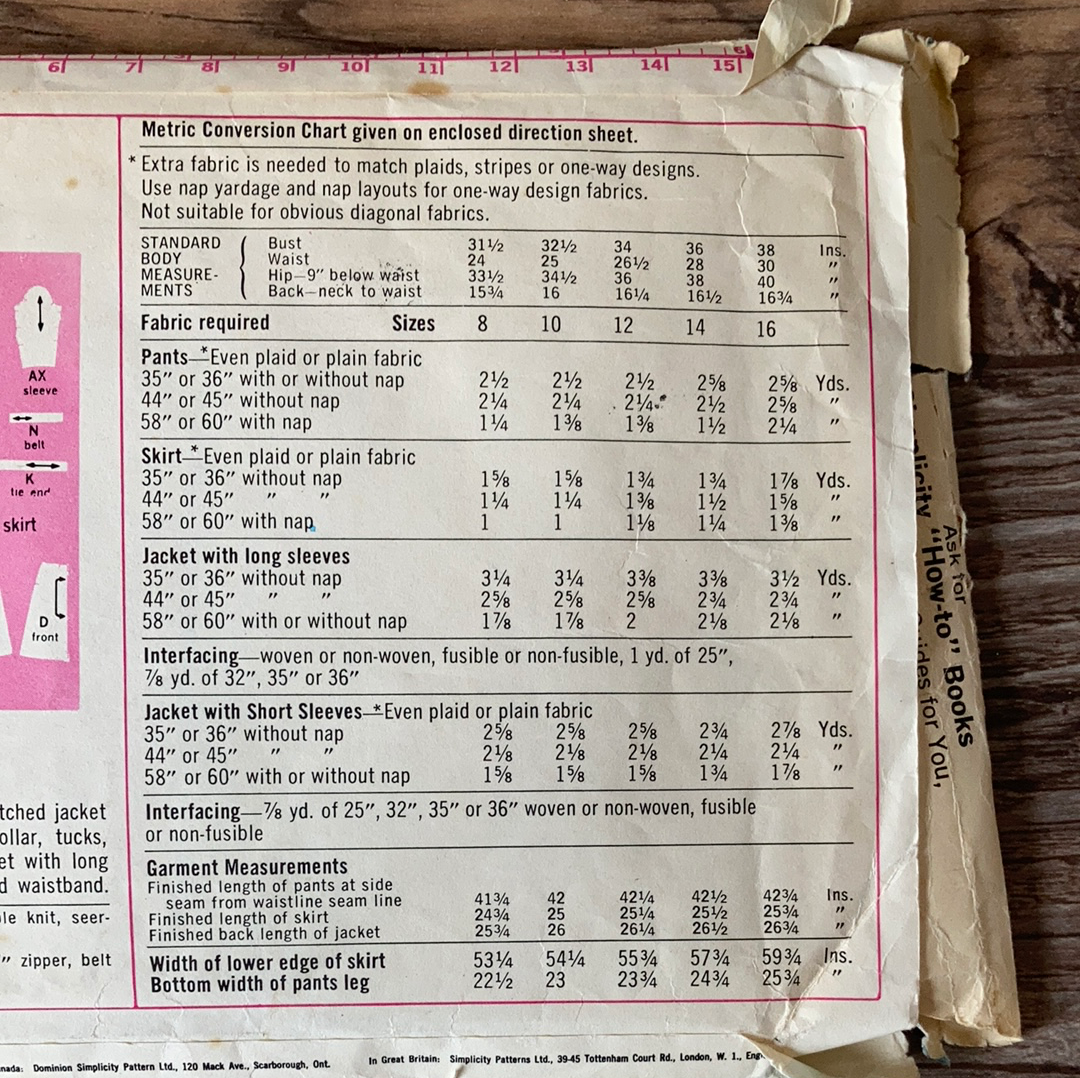 6 7 8 9 10 11 12 13 14 15
Metric Conversion Chart given on enclosed direction sheet.
* Extra fabric is needed to match plaids, stripes or one-way designs.
Use nap yardage and nap layouts for one-way design fabrics.
Not suitable for obvious diagonal fabrics.
STANDARD ( Bust 31½ 32½ 34 36 38 Ins.
BODY Waist 24 25 26½ 28 30 ″
MEASURE- Hip—9″ below waist 33½ 34½ 36 38 40 ″
MENTS Back—neck to waist 15¾ 16 16¼ 16½ 16¾ ″
Fabric required Sizes 8 10 12 14 16
Pants—*Even plaid or plain fabric
35″ or 36″ with or without nap 2½ 2½ 2½ 2⅝ 2⅝ Yds.
44″ or 45″ without nap 2¼ 2¼ 2¼ 2½ 2⅝ ″
58″ or 60″ with nap 1¼ 1⅜ 1⅜ 1½ 2¼ ″
Skirt—*Even plaid or plain fabric
35″ or 36″ without nap 1⅝ 1⅝ 1¾ 1¾ 1⅞ Yds.
44″ or 45″ ″ ″ 1¼ 1¼ 1⅜ 1½ 1⅝ ″
58″ or 60″ with nap 1 1 1⅛ 1¼ 1⅜ ″
Jacket with long sleeves
35″ or 36″ without nap 3¼ 3¼ 3⅜ 3⅜ 3½ Yds.
44″ or 45″ ″ ″ 2⅝ 2⅝ 2⅝ 2¾ 2¾ ″
58″ or 60″ with or without nap 1⅞ 1⅞ 2 2⅛ 2⅛ ″
Interfacing—woven or non-woven, fusible or non-fusible, 1 yd. of 25″,
⅞ yd. of 32″, 35″ or 36″
Jacket with Short Sleeves—*Even plaid or plain fabric
35″ or 36″ without nap 2⅝ 2⅝ 2⅝ 2¾ 2⅞ Yds.
44″ or 45″ ″ ″ 2⅛ 2⅛ 2⅛ 2¼ 2¼ ″
58″ or 60″ with or without nap 1⅝ 1⅝ 1⅝ 1¾ 1⅞ ″
Interfacing—⅞ yd. of 25″, 32″, 35″ or 36″ woven or non-woven, fusible
or non-fusible
Garment Measurements
Finished length of pants at side
seam from waistline seam line 41¾ 42 42¼ 42½ 42¾ Ins.
Finished length of skirt 24¾ 25 25¼ 25½ 25¾ ″
Finished back length of jacket 25¾ 26 26¼ 26½ 26¾ ″
Width of lower edge of skirt 53¼ 54¼ 55¾ 57¾ 59¾ Ins.
Bottom width of pants leg 22½ 23 23¾ 24¾ 25¾ ″
AX
sleeve
N
belt
K
tie end
skirt
D
front
tched jacket
ollar, tucks,
et with long
d waistband.
le knit, seer-
″ zipper, belt
nada: Dominion Simplicity Pattern Ltd., 120 Mack Ave., Scarborough, Ont.
In Great Britain: Simplicity Patterns Ltd., 39-45 Tottenham Court Rd., London, W. 1., Eng.
Ask for
plicity "How-to" Books
ides for You,